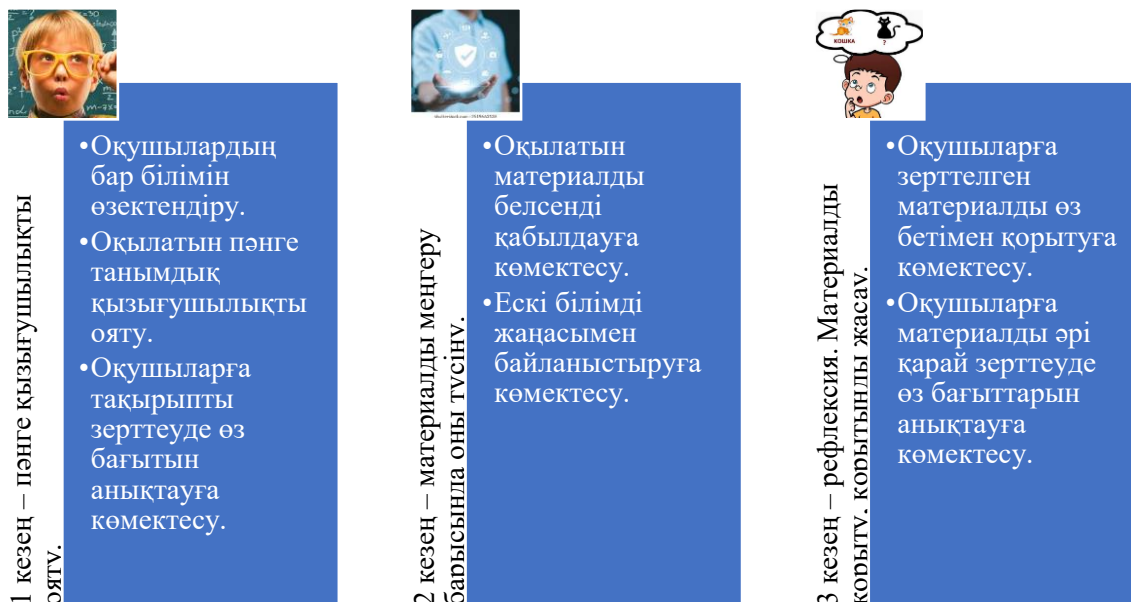 1 кезең – пәнге қызығушылықты
ояту.
•Оқушылардың
бар білімін
өзектендіру.
•Оқылатын пәнге
танымдық
қызығушылықты
ояту.
•Оқушыларға
тақырыпты
зерттеуде өз
бағытын
анықтауға
көмектесу.
2 кезең – материалды меңгеру
барысында оны түсіну.
•Оқылатын
материалды
белсенді
қабылдауға
көмектесу.
•Ескі білімді
жаңасымен
байланыстыруға
көмектесу.
КОШКА
?
3 кезең – рефлексия. Материалды
қорыту, қорытынды жасау.
•Оқушыларға
зерттелген
материалды өз
бетімен қорытуға
көмектесу.
•Оқушыларға
материалды әрі
қарай зерттеуде
өз бағыттарын
анықтауға
көмектесу.